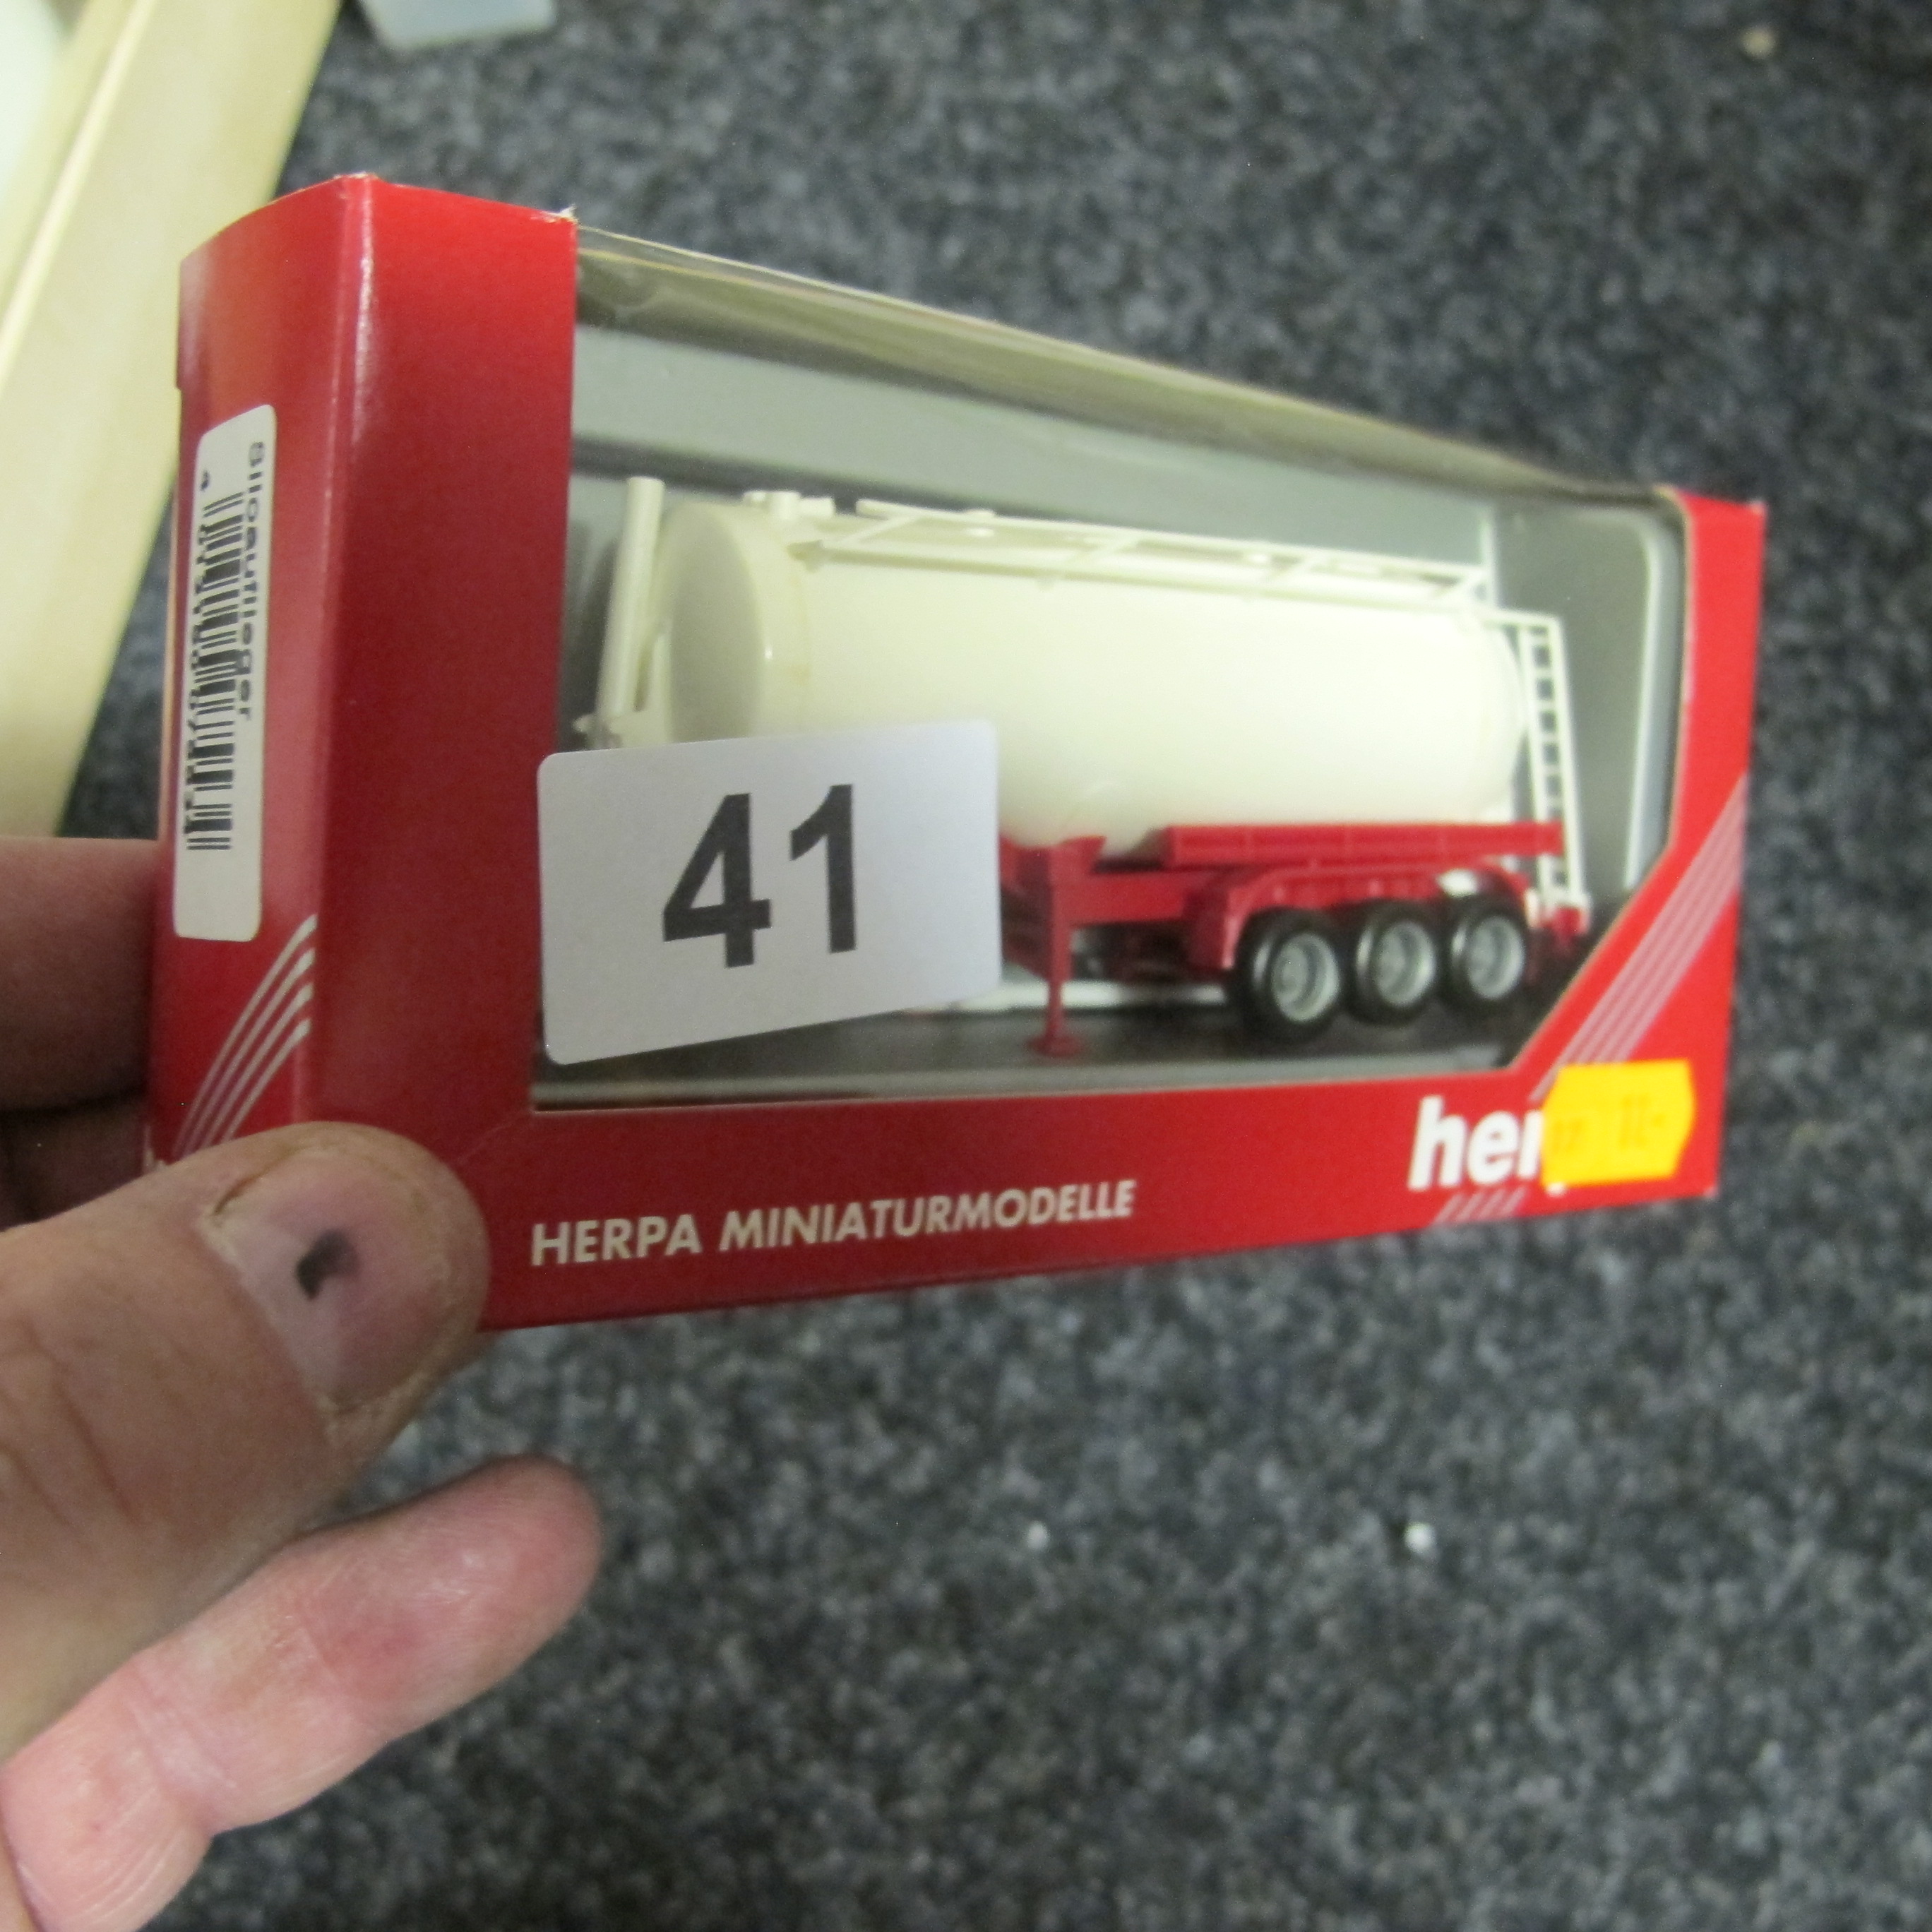 Siloauflieger
41
HERPA MINIATURMODELLE
her